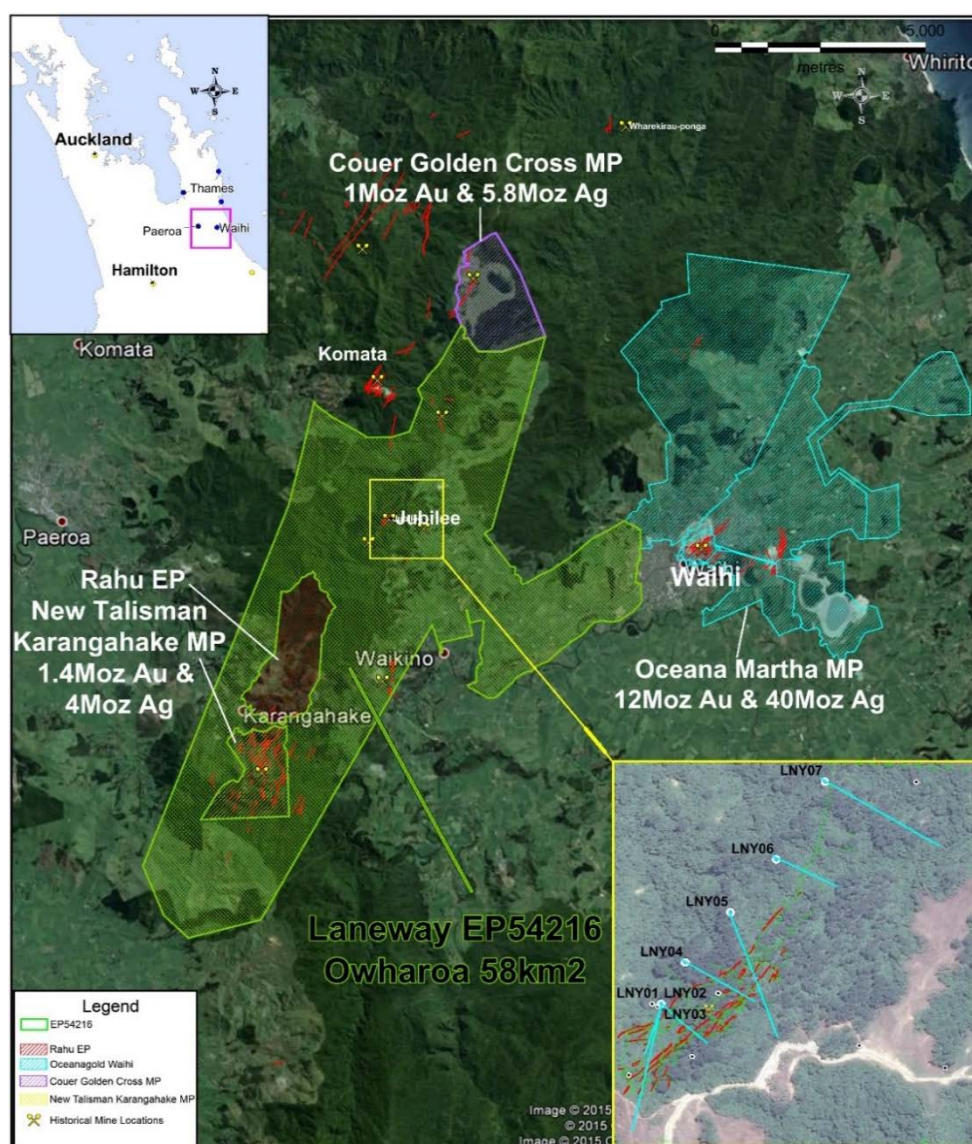 Auckland
Thames
Paeroa
Waihi
Hamilton
N
W E
S
5,000
0
metres
N
W E
S
Whirito
Wharekirau-ponga
Couer Golden Cross MP
1Moz Au & 5.8Moz Ag
Komata
Komata
Jubilee
Paeroa
Waihi
Rahu EP
New Talisman
Karangahake MP
1.4Moz Au &
4Moz Ag
Waikino
Karangahake
Oceana Martha MP
12Moz Au & 40Moz Ag
Laneway EP54216
Owharoa 58km2
LNY07
LNY06
LNY05
LNY04
LNY01 LNY02
LNY03
Legend
EP54216
Rahu EP
Oceanagold Waihi
Couer Golden Cross MP
New Talisman Karangahake MP
Historical Mine Locations
Image © 2015
© 2015
Image © 2015